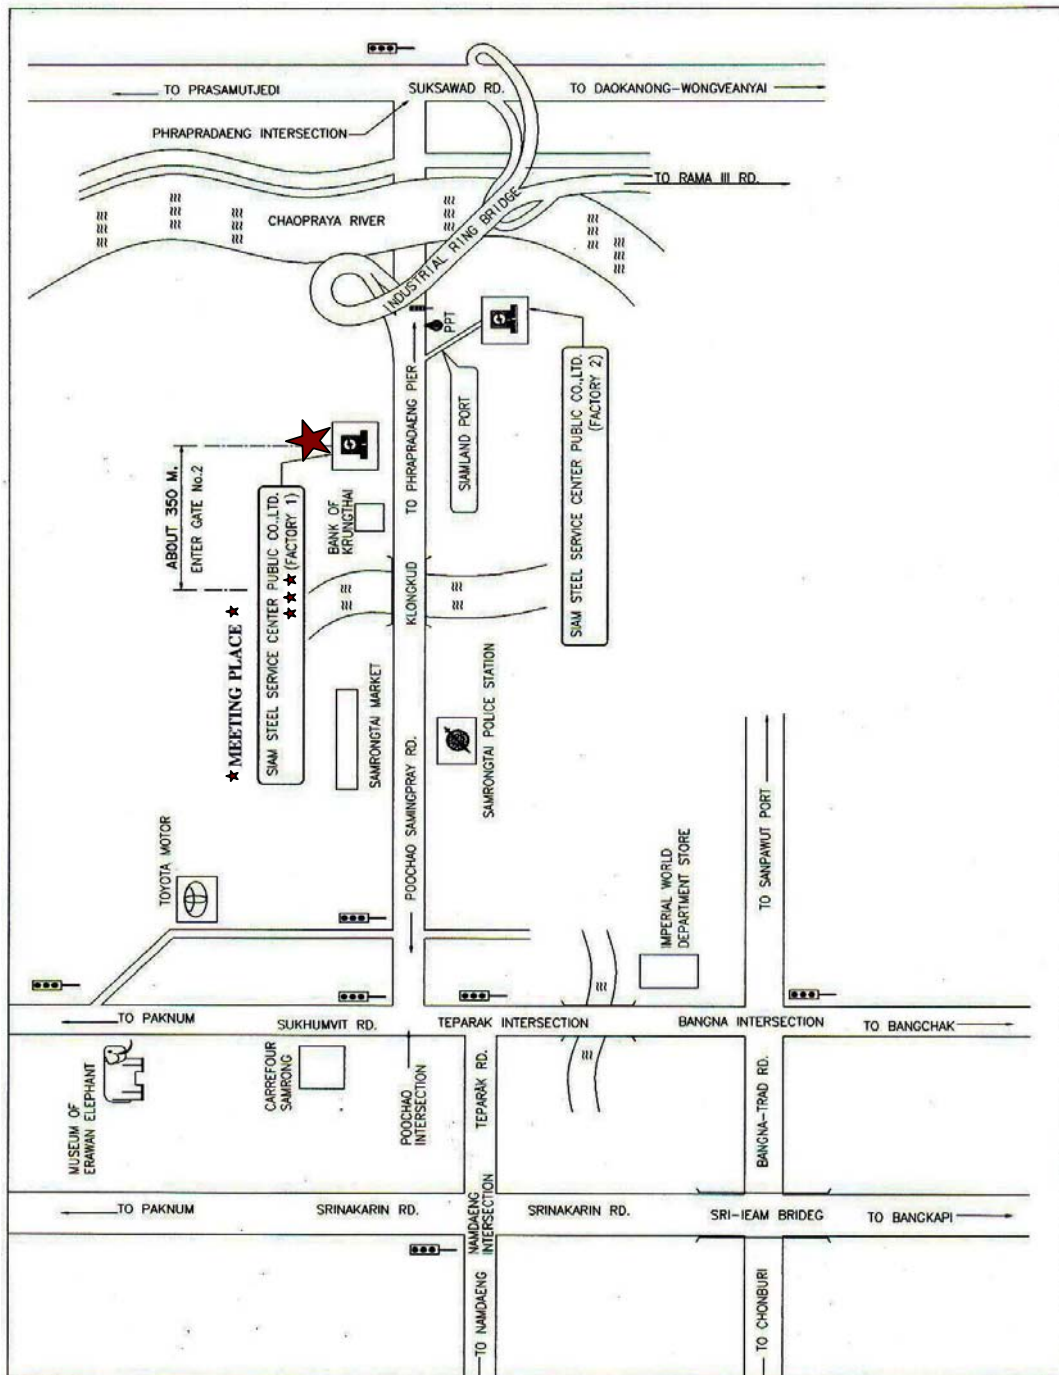 TO PRASAMUTJEDI
SUKSAWAD RD.
TO DAOKANONG-WONGVEANYAI
PHRAPRADAENG INTERSECTION
TO RAMA III RD.
CHAOPRAYA RIVER
INDUSTRIAL RING BRIDGE
PPT
TO PHRAPRADAENG PIER
SIAMLAND PORT
SIAM STEEL SERVICE CENTER PUBLIC CO.,LTD.
(FACTORY 2)
ABOUT 350 M.
ENTER GATE No.2
SIAM STEEL SERVICE CENTER PUBLIC CO.,LTD.
★★★(FACTORY 1)
★MEETING PLACE★
BANK OF
KRUNGTHAI
KLONGKUD
SAMRONGTAI MARKET
POOCHAO SAMINGPRAY RD.
SAMRONGTAI POLICE STATION
TOYOTA MOTOR
IMPERIAL WORLD
DEPARTMENT STORE
TO SANPAWUT PORT
TO PAKNUM
SUKHUMVIT RD.
TEPARAK INTERSECTION
BANGNA INTERSECTION
TO BANGCHAK
MUSEUM OF
ERAWAN ELEPHANT
CARREFOUR
SAMRONG
POOCHAO
INTERSECTION
TEPARAK RD.
BANGNA-TRAD RD.
TO PAKNUM
SRINAKARIN RD.
NAMDAENG
INTERSECTION
SRINAKARIN RD.
SRI-IEAM BRIDEG
TO BANGKAPI
TO NAMDAENG
TO CHONBURI